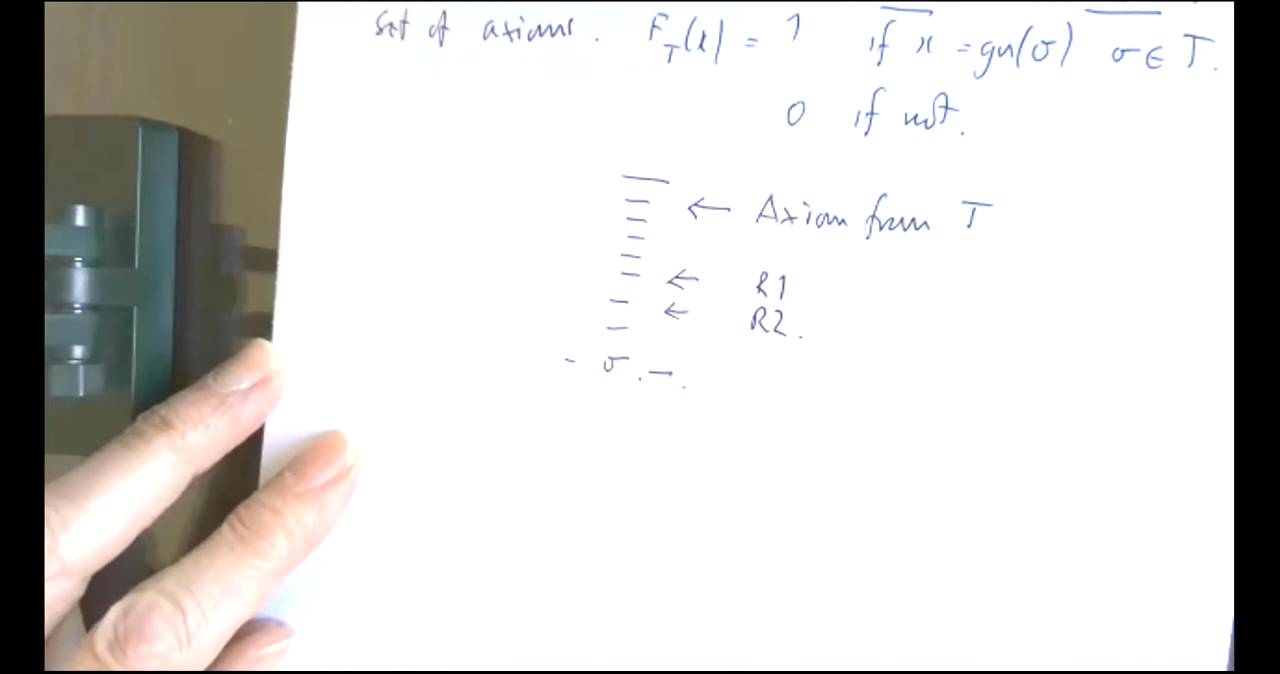 set of axioms. F_T(x) = 1 if x = gn(σ) σ ∈ T.
0 if not.
← Axiom from T
← R1
← R2.
- σ . - .